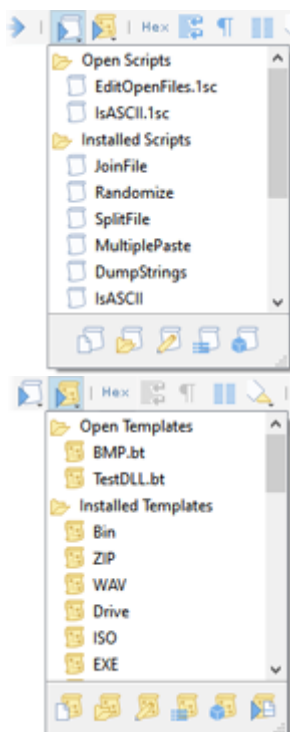 Hex
Open Scripts
EditOpenFiles.1sc
IsASCII.1sc
Installed Scripts
JoinFile
Randomize
SplitFile
MultiplePaste
DumpStrings
IsASCII
Hex
Open Templates
BMP.bt
TestDLL.bt
Installed Templates
Bin
ZIP
WAV
Drive
ISO
EXE